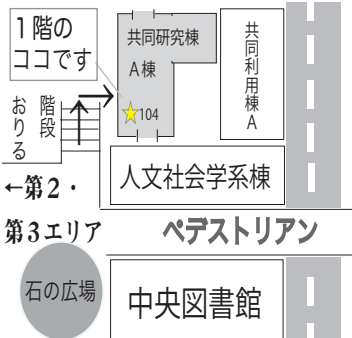 1階の
ココです
共同研究棟
A棟
★104
共同利用棟A
階段
おりる
←第2・
第3エリア
人文社会学系棟
ペデストリアン
石の広場
中央図書館